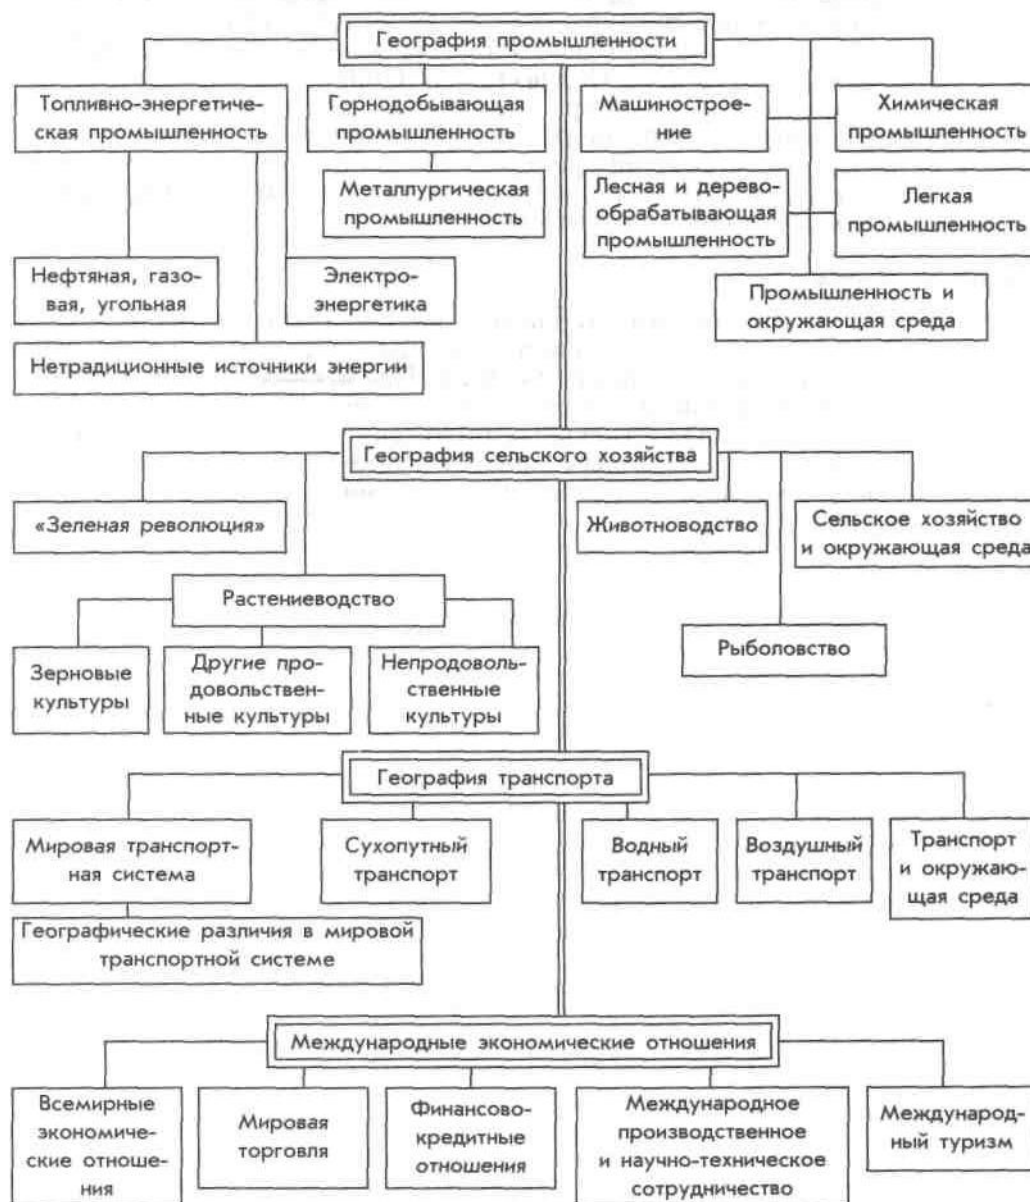 География промышленности
Топливно-энергетиче-
ская промышленность
Горнодобывающая
промышленность
Машинострое-
ние
Химическая
промышленность
Металлургическая
промышленность
Лесная и дерево-
обрабатывающая
промышленность
Легкая
промышленность
Нефтяная, газо-
вая, угольная
Электро-
энергетика
Промышленность и
окружающая среда
Нетрадиционные источники энергии
География сельского хозяйства
«Зеленая революция»
Животноводство
Сельское хозяйство
и окружающая среда
Растениеводство
Рыболовство
Зерновые
культуры
Другие про-
довольствен-
ные культуры
Непродоволь-
ственные
культуры
География транспорта
Мировая транспорт-
ная система
Сухопутный
транспорт
Водный
транспорт
Воздушный
транспорт
Транспорт
и окружаю-
щая среда
Географические различия в мировой
транспортной системе
Международные экономические отношения
Всемирные
экономиче-
ские отноше-
ния
Мировая
торговля
Финансово-
кредитные
отношения
Международное
производственное
и научно-техническое
сотрудничество
Международ-
ный туризм